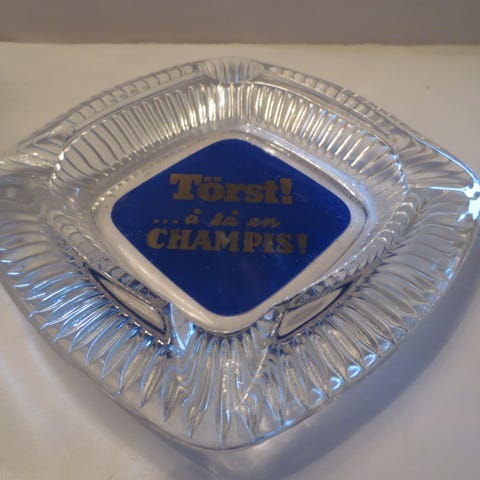 Törst!
...å så en
CHAMPIS!